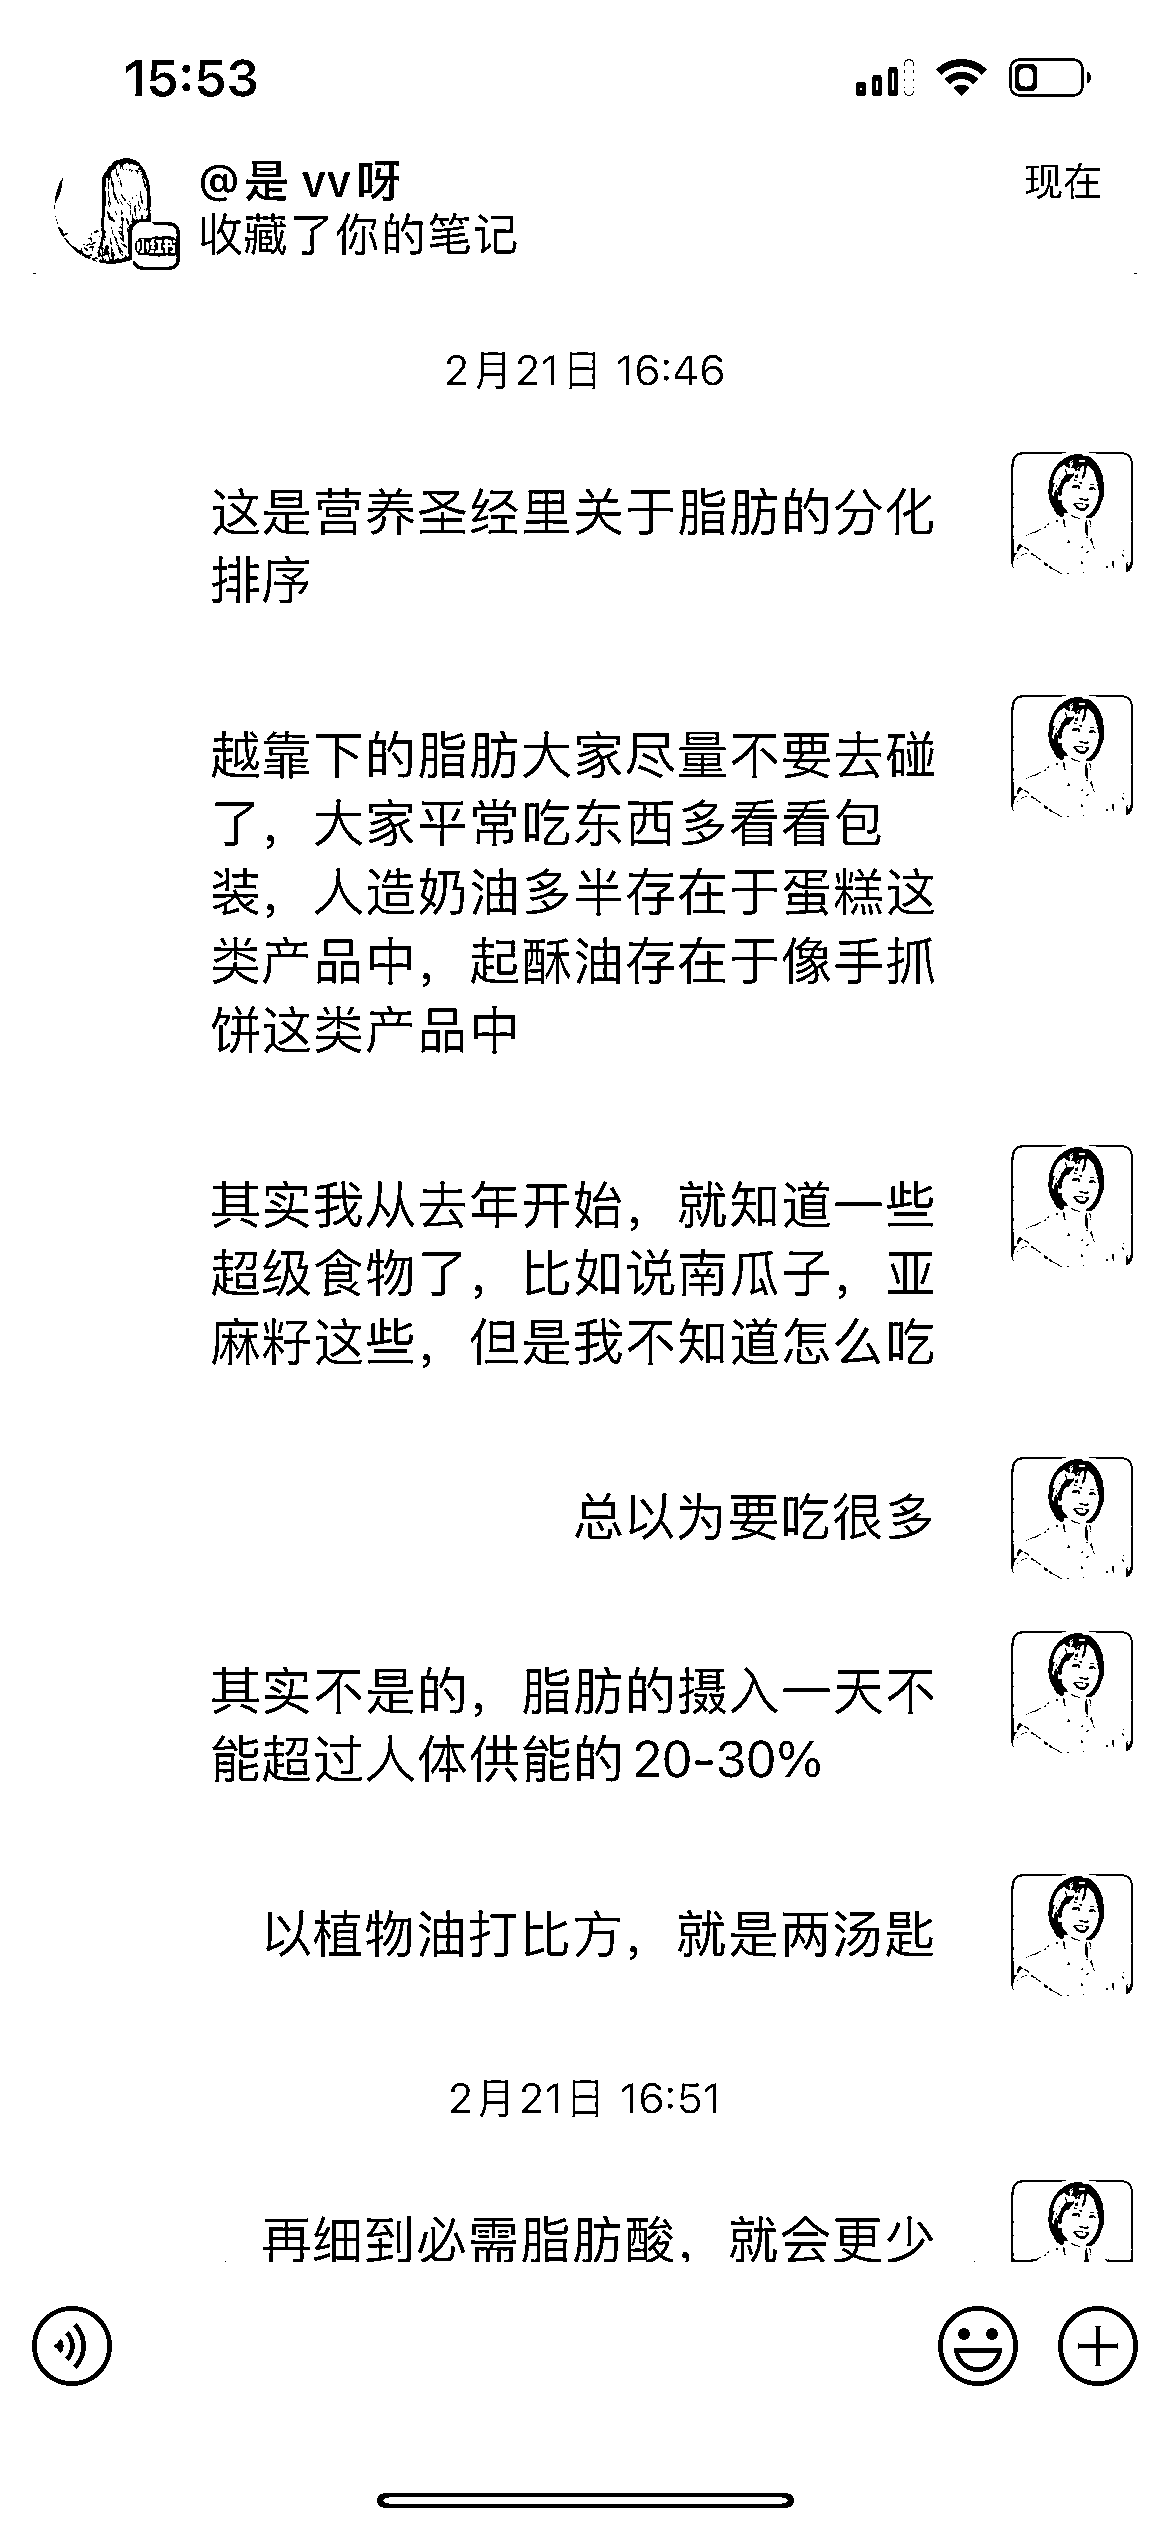 15:53
@是 vv呀
现在
收藏了你的笔记
2月21日 16:46
这是营养圣经里关于脂肪的分化
排序
越靠下的脂肪大家尽量不要去碰
了，大家平常吃东西多看看包
装，人造奶油多半存在于蛋糕这
类产品中，起酥油存在于像手抓
饼这类产品中
其实我从去年开始，就知道一些
超级食物了，比如说南瓜子，亚
麻籽这些，但是我不知道怎么吃
总以为要吃很多
其实不是的，脂肪的摄入一天不
能超过人体供能的20-30%
以植物油打比方，就是两汤匙
2月21日 16:51
再细到必需脂肪酸，就会更少